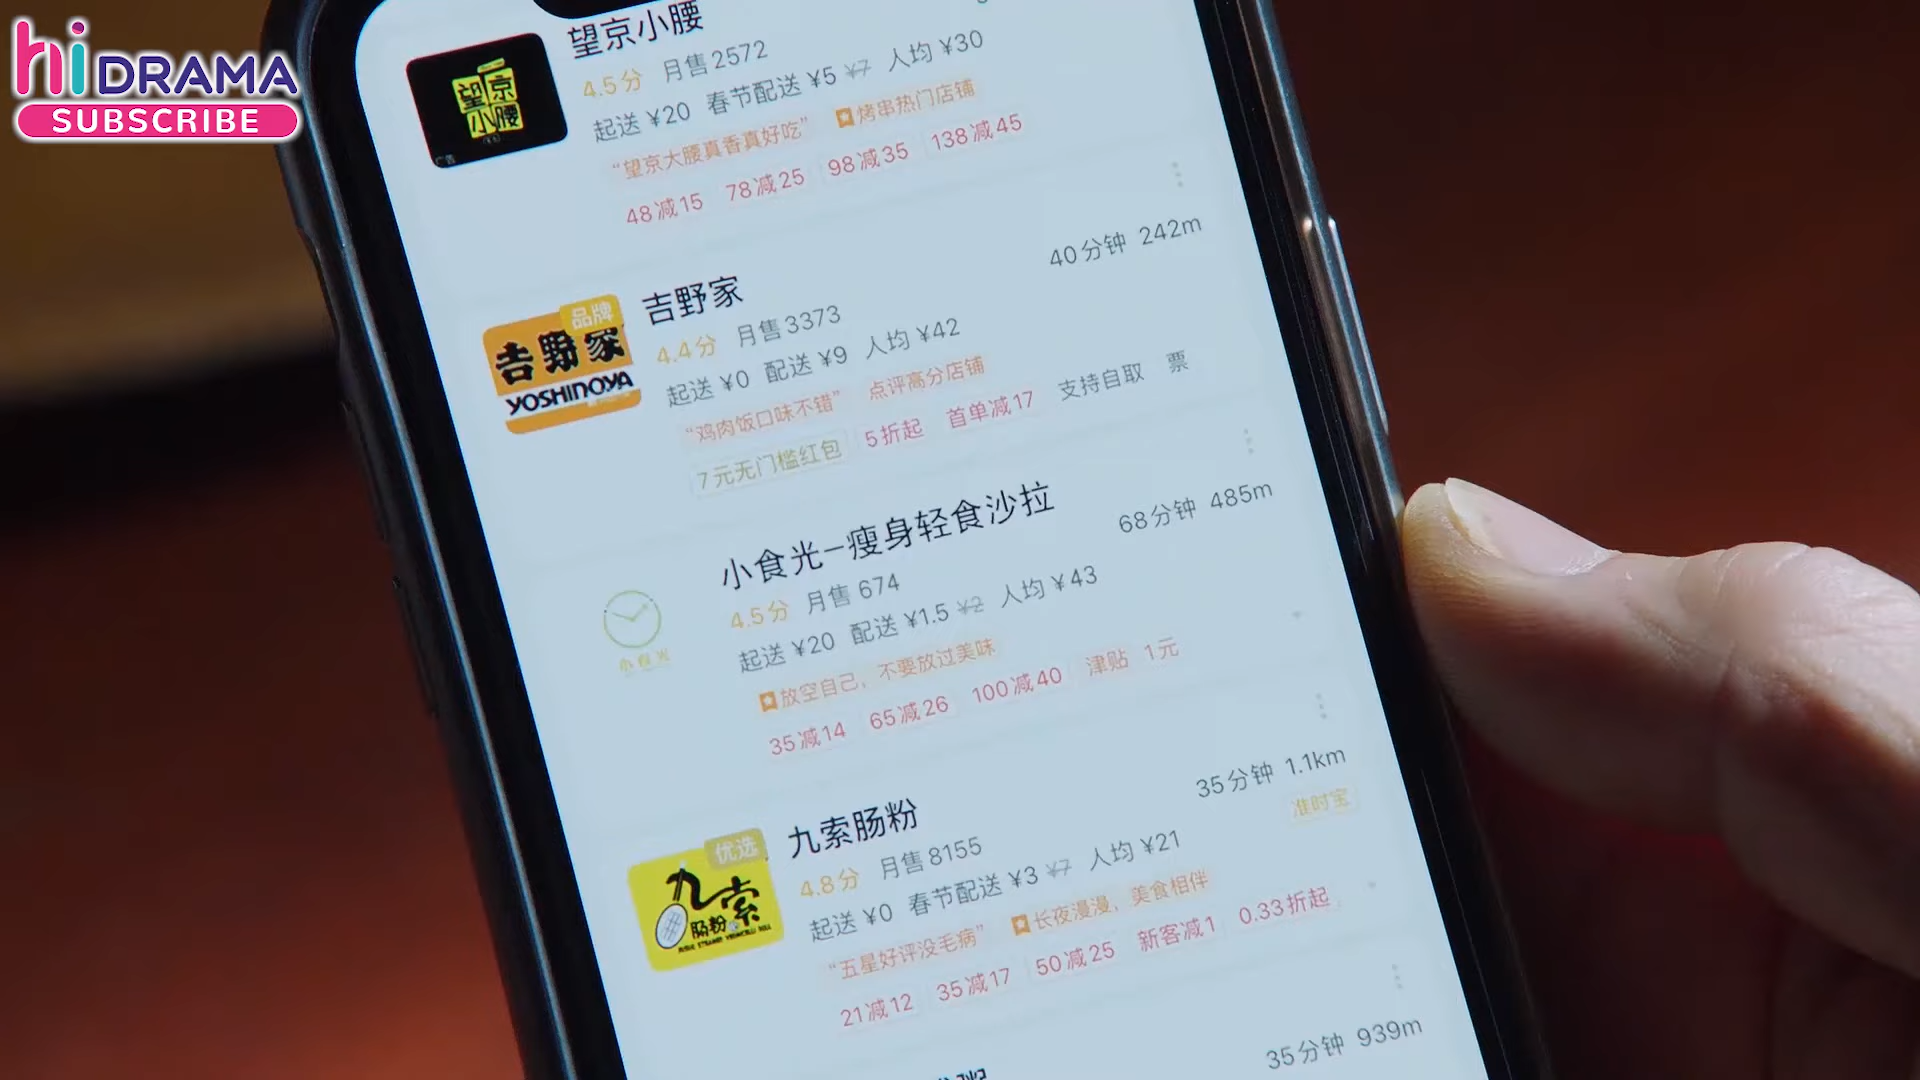 hi DRAMA
SUBSCRIBE
望京小腰
望京
小腰
广告
4.5分 月售2572
起送 ¥20 春节配送 ¥5 ¥7 人均 ¥30
“望京大腰真香真好吃” 烤串热门店铺
48减15 78减25 98减35 138减45
40分钟 242m
品牌
吉野家
YOSHINOYA
吉野家
4.4分 月售3373
起送 ¥0 配送 ¥9 人均 ¥42
“鸡肉饭口味不错” 点评高分店铺
7元无门槛红包 5折起 首单减17 支持自取 票
68分钟 485m
小食光
小食光-瘦身轻食沙拉
4.5分 月售674
起送 ¥20 配送 ¥1.5 ¥2 人均 ¥43
放空自己，不要放过美味
35减14 65减26 100减40 津贴 1元
35分钟 1.1km
准时宝
优选
九索
肠粉
九索肠粉
4.8分 月售8155
起送 ¥0 春节配送 ¥3 ¥7 人均 ¥21
“五星好评没毛病” 长夜漫漫，美食相伴
21减12 35减17 50减25 新客减1 0.33折起
35分钟 939m